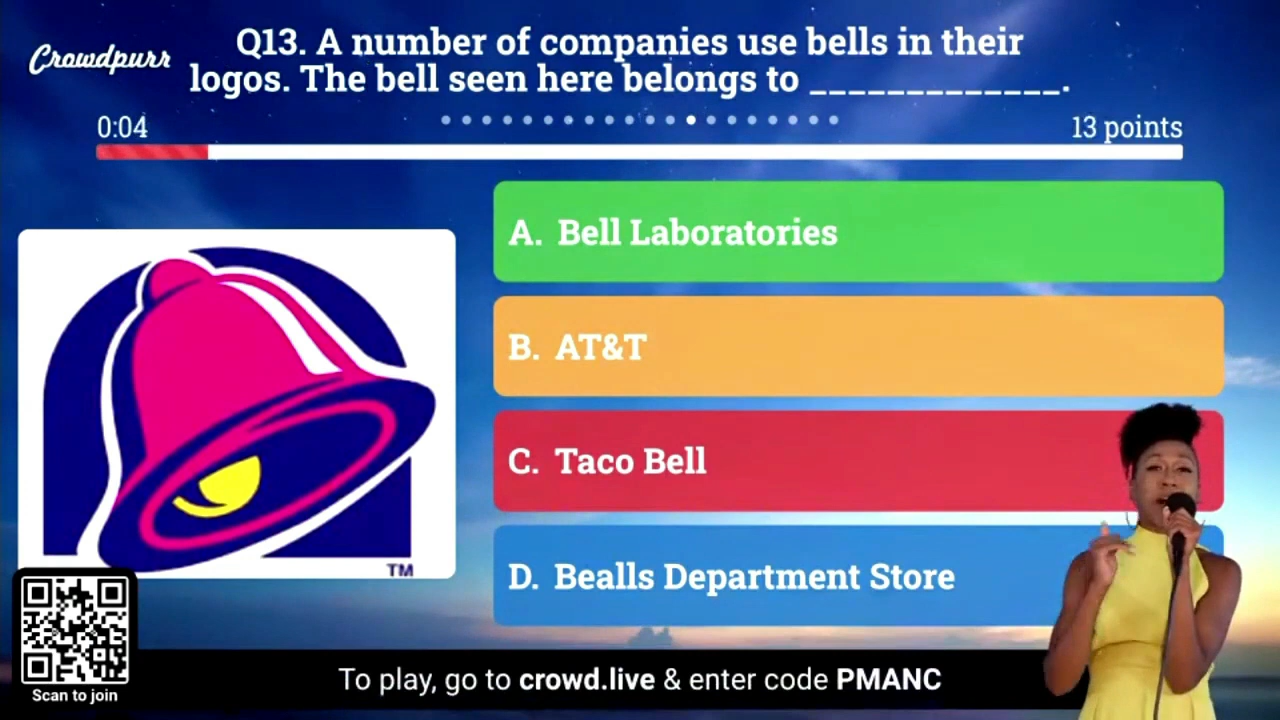 Crowdpurr
Q13. A number of companies use bells in their
logos. The bell seen here belongs to _____________.
0:04
13 points
A. Bell Laboratories
B. AT&T
C. Taco Bell
D. Bealls Department Store
TM
Scan to join
To play, go to crowd.live & enter code PMANC